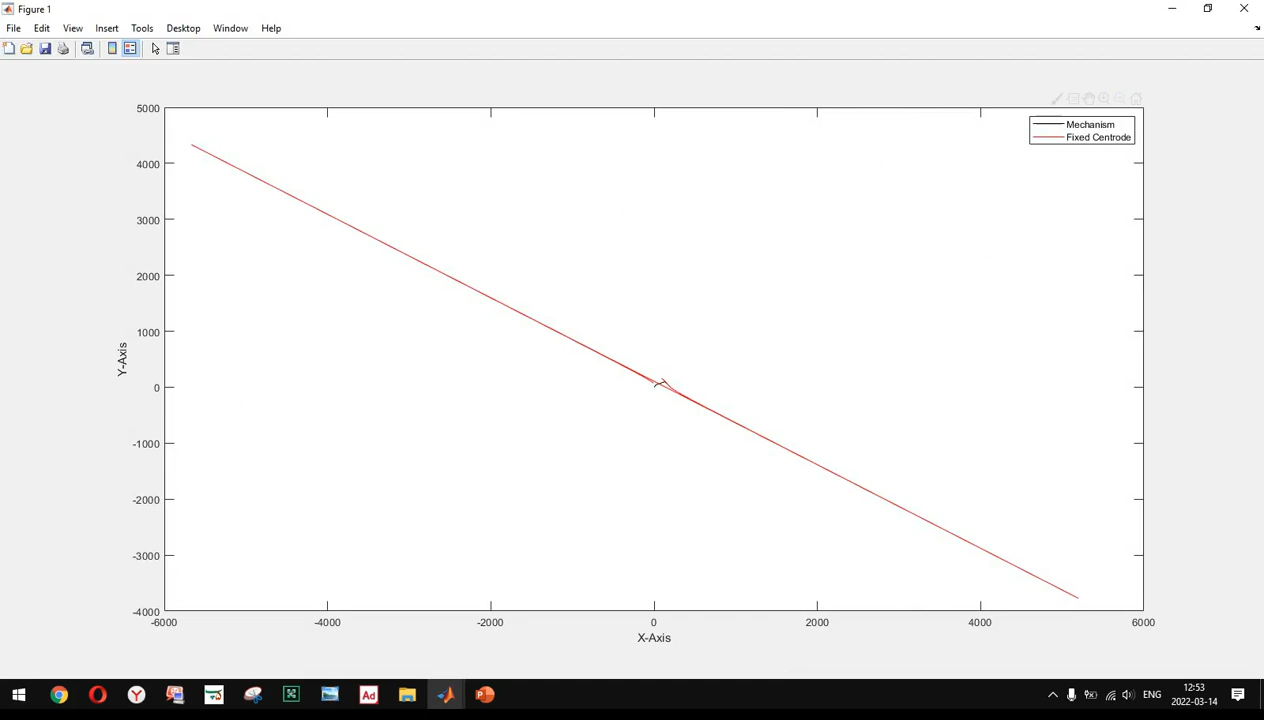 Figure 1
File Edit View Insert Tools Desktop Window Help
Mechanism
Fixed Centrode
5000
4000
3000
2000
1000
0
-1000
-2000
-3000
-4000
Y-Axis
-6000 -4000 -2000 0 2000 4000 6000
X-Axis
Ad
ENG
12:53
2022-03-14